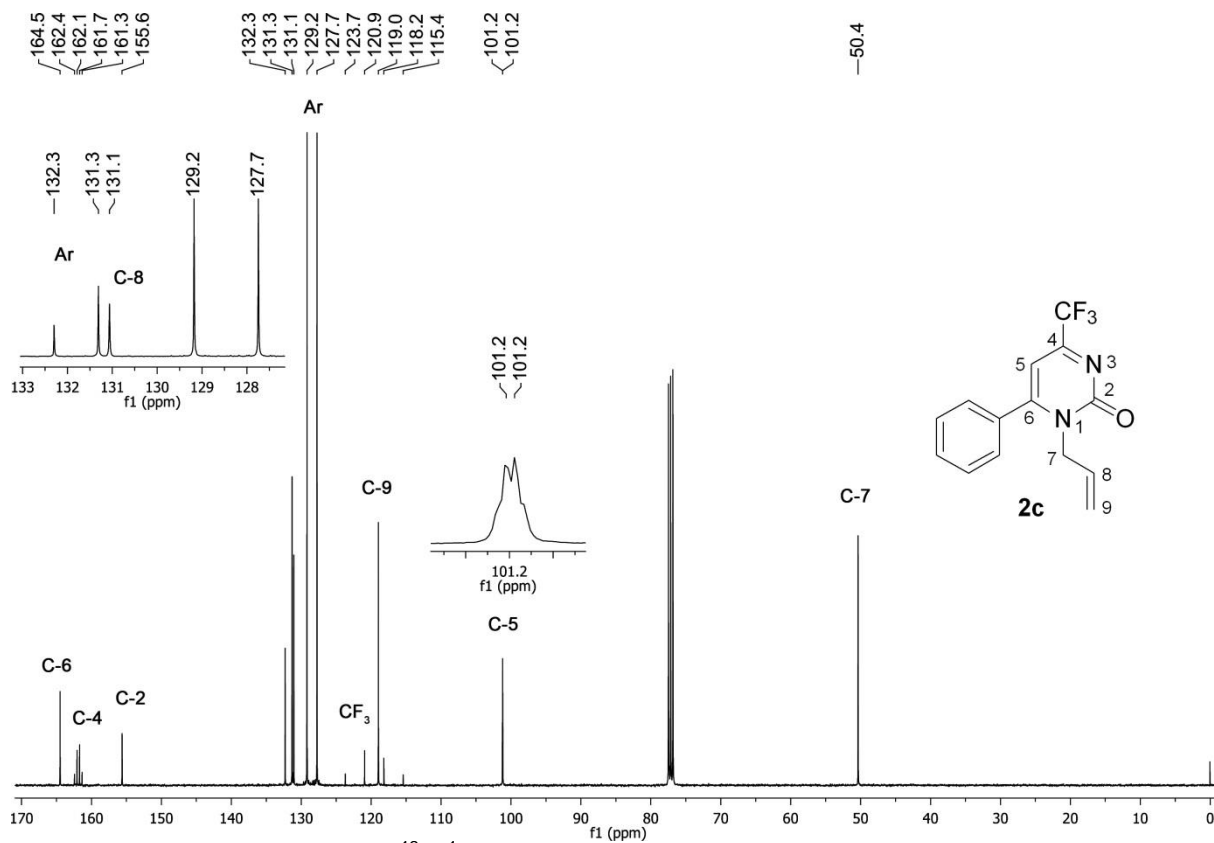 164.5
162.4
162.1
161.7
161.3
155.6
132.3
131.3
131.1
129.2
127.7
123.7
120.9
119.0
118.2
115.4
101.2
101.2
50.4
Ar
132.3
131.3
131.1
129.2
127.7
Ar
C-8
133 132 131 130 129 128
f1 (ppm)
101.2
101.2
101.2
f1 (ppm)
CF3
4
5
N
3
2
6
N
1
O
7
8
9
2c
C-9
C-7
C-5
C-6
C-4
C-2
CF3
170 160 150 140 130 120 110 100 90 80 70 60 50 40 30 20 10 0
f1 (ppm)